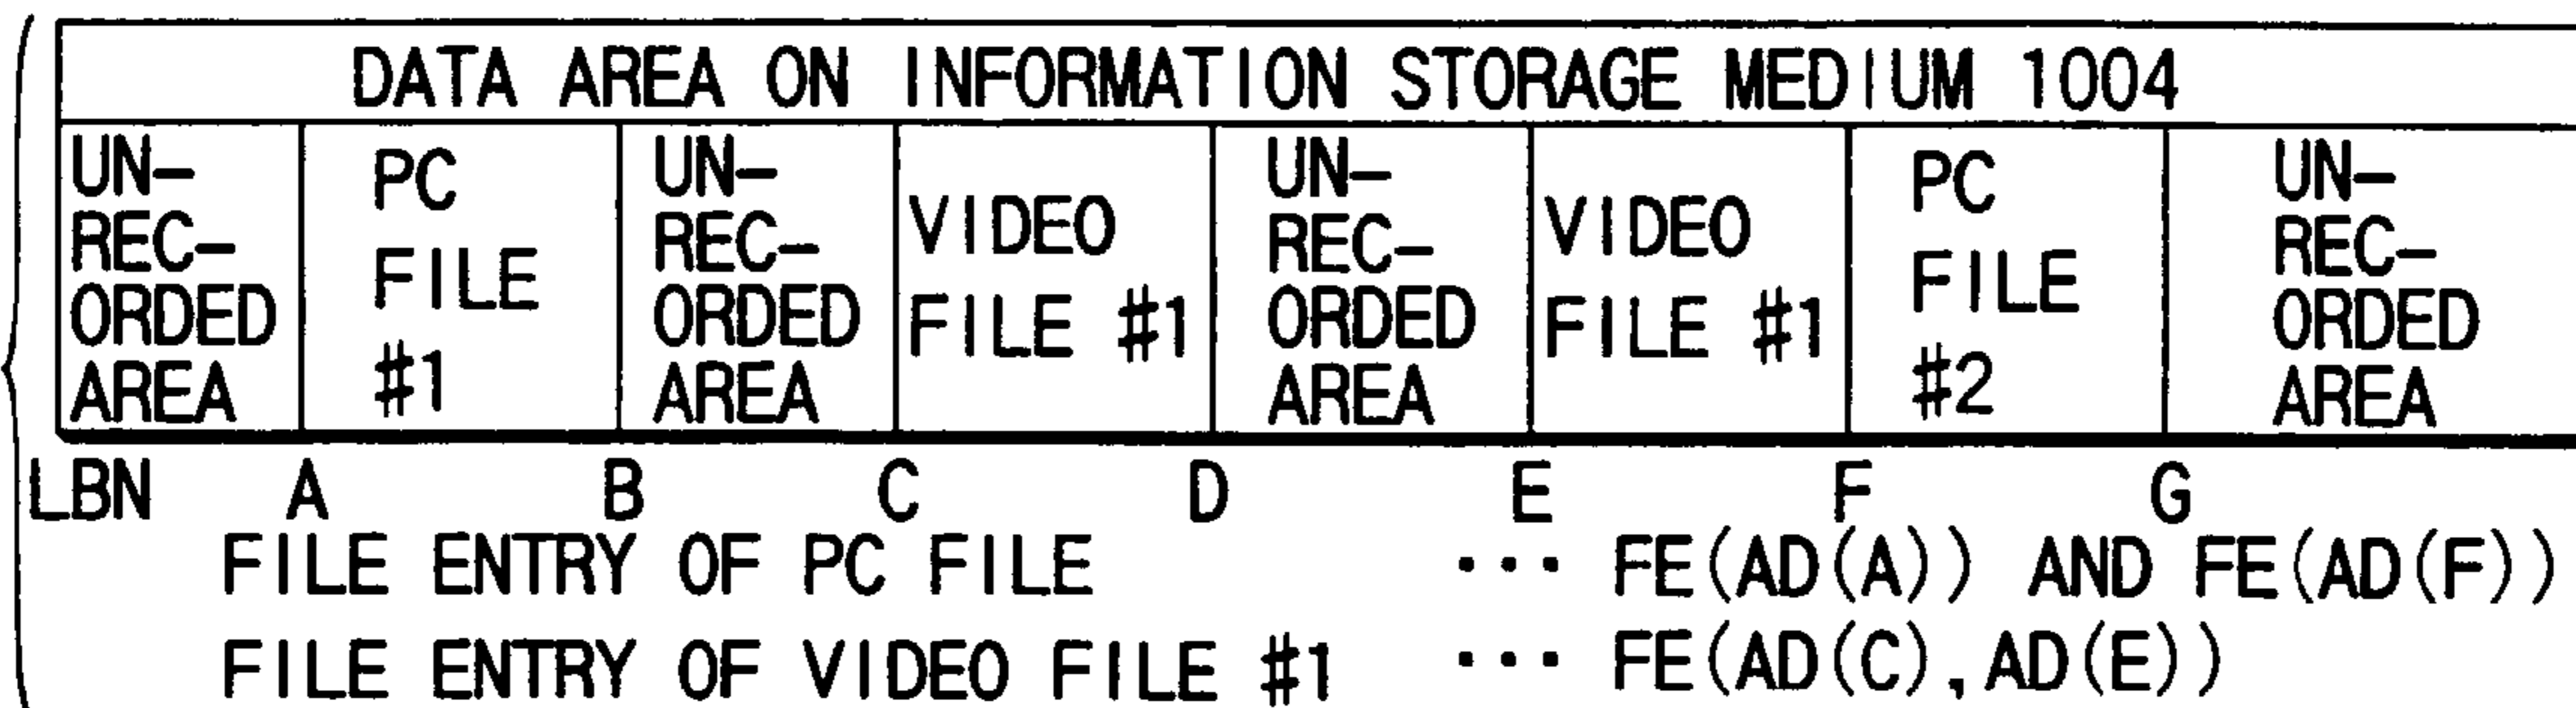 DATA AREA ON INFORMATION STORAGE MEDIUM 1004
UN-
REC-
ORDED
AREA
PC
FILE
#1
UN-
REC-
ORDED
AREA
VIDEO
FILE #1
UN-
REC-
ORDED
AREA
VIDEO
FILE #1
PC
FILE
#2
UN-
REC-
ORDED
AREA
LBN A B C D E F G
FILE ENTRY OF PC FILE ··· FE(AD(A)) AND FE(AD(F))
FILE ENTRY OF VIDEO FILE #1 ··· FE(AD(C), AD(E))